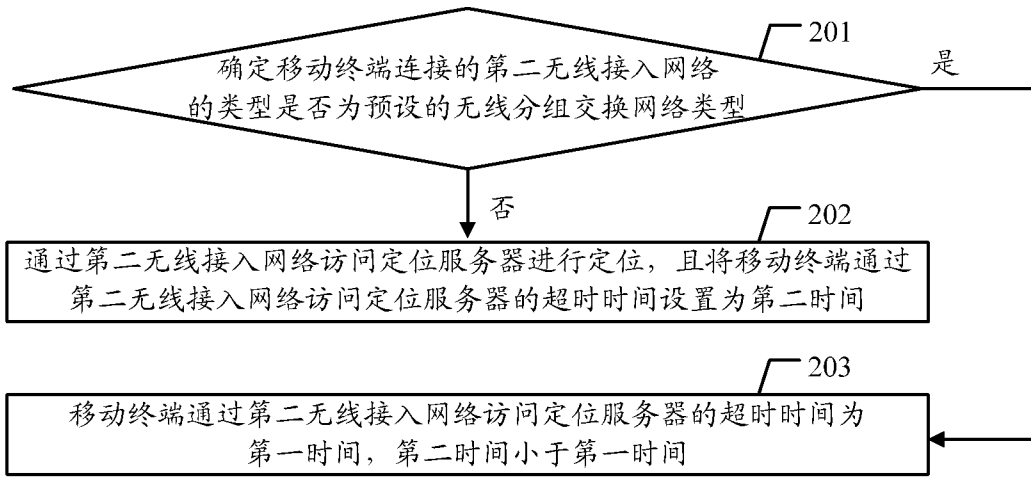 201
确定移动终端连接的第二无线接入网络
的类型是否为预设的无线分组交换网络类型
是
否
202
通过第二无线接入网络访问定位服务器进行定位，且将移动终端通过
第二无线接入网络访问定位服务器的超时时间设置为第二时间
203
移动终端通过第二无线接入网络访问定位服务器的超时时间为
第一时间，第二时间小于第一时间